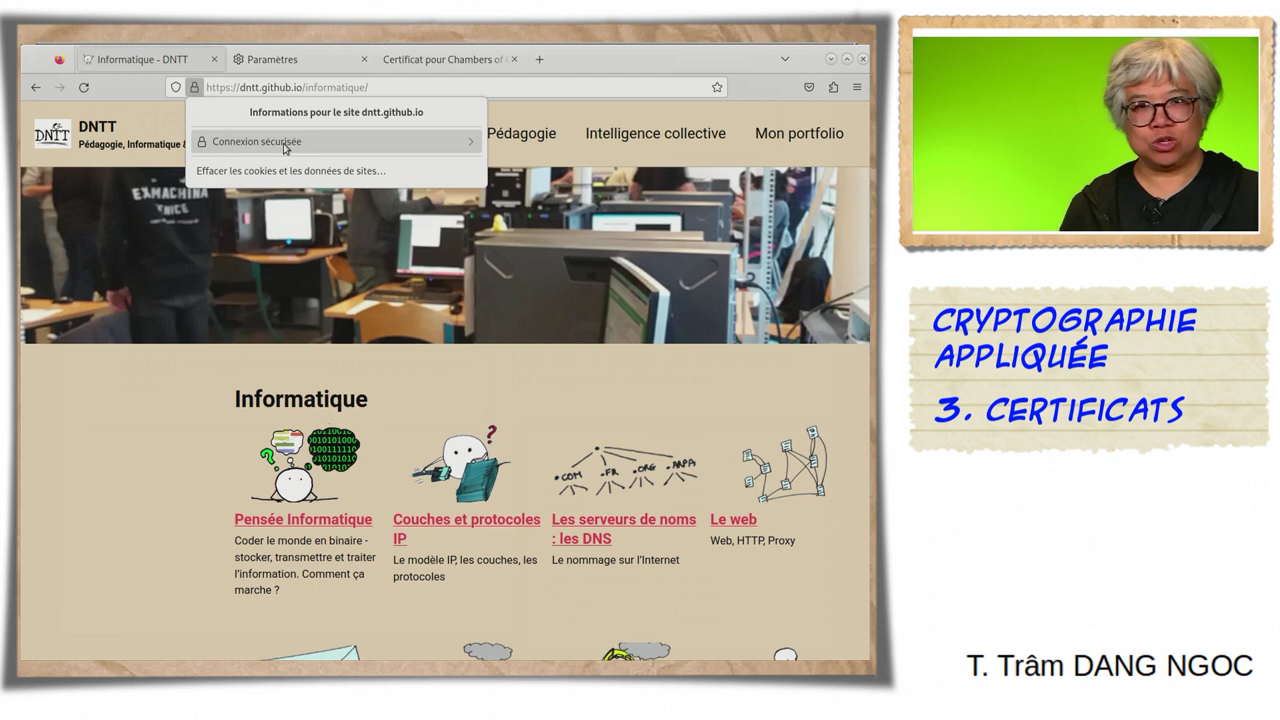 Informatique - DNTT
Paramètres
Certificat pour Chambers of
https://dntt.github.io/informatique/
Informations pour le site dntt.github.io
Connexion sécurisée
Effacer les cookies et les données de sites…
DNTT
DNTT
Pédagogie, Informatique &
Pédagogie
Intelligence collective
Mon portfolio
EXMACHINA
NICE
Informatique
.COM
.FR
.ORG
.ARPA
Pensée Informatique
Coder le monde en binaire -
stocker, transmettre et traiter
l’information. Comment ça
marche ?
Couches et protocoles
IP
Le modèle IP, les couches, les
protocoles
Les serveurs de noms
: les DNS
Le nommage sur l’Internet
Le web
Web, HTTP, Proxy
CRYPTOGRAPHIE
APPLIQUÉE
3. CERTIFICATS
T. Trâm DANG NGOC